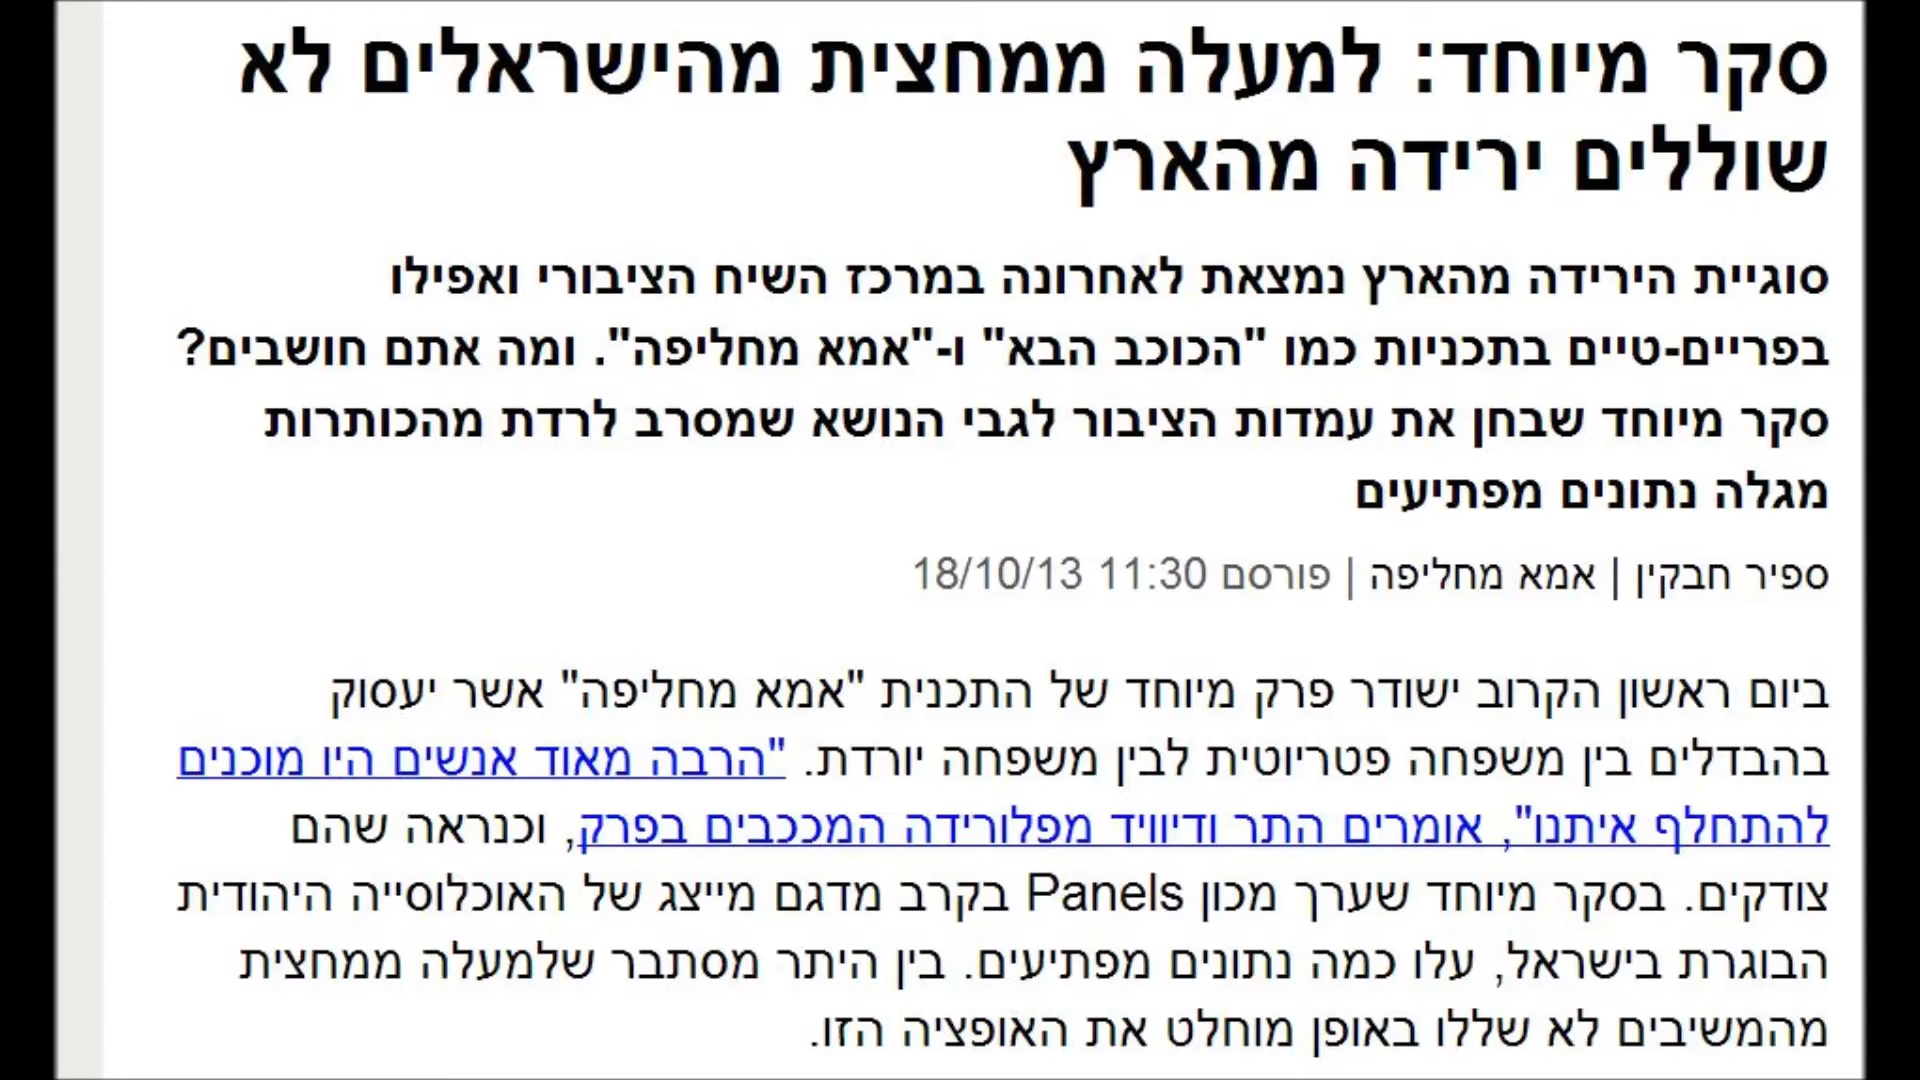 סקר מיוחד: למעלה ממחצית מהישראלים לא
שוללים ירידה מהארץ
סוגיית הירידה מהארץ נמצאת לאחרונה במרכז השיח הציבורי ואפילו
בפריים-טיים בתכניות כמו "הכוכב הבא" ו-"אמא מחליפה". ומה אתם חושבים?
סקר מיוחד שבחן את עמדות הציבור לגבי הנושא שמסרב לרדת מהכותרות
מגלה נתונים מפתיעים
ספיר חבקין | אמא מחליפה | פורסם 11:30 18/10/13
ביום ראשון הקרוב ישודר פרק מיוחד של התכנית "אמא מחליפה" אשר יעסוק
בהבדלים בין משפחה פטריוטית לבין משפחה יורדת. "הרבה מאוד אנשים היו מוכנים
להתחלף איתנו", אומרים התר ודיוויד מפלורידה המככבים בפרק, וכנראה שהם
צודקים. בסקר מיוחד שערך מכון Panels בקרב מדגם מייצג של האוכלוסייה היהודית
הבוגרת בישראל, עלו כמה נתונים מפתיעים. בין היתר מסתבר שלמעלה ממחצית
מהמשיבים לא שללו באופן מוחלט את האופציה הזו.